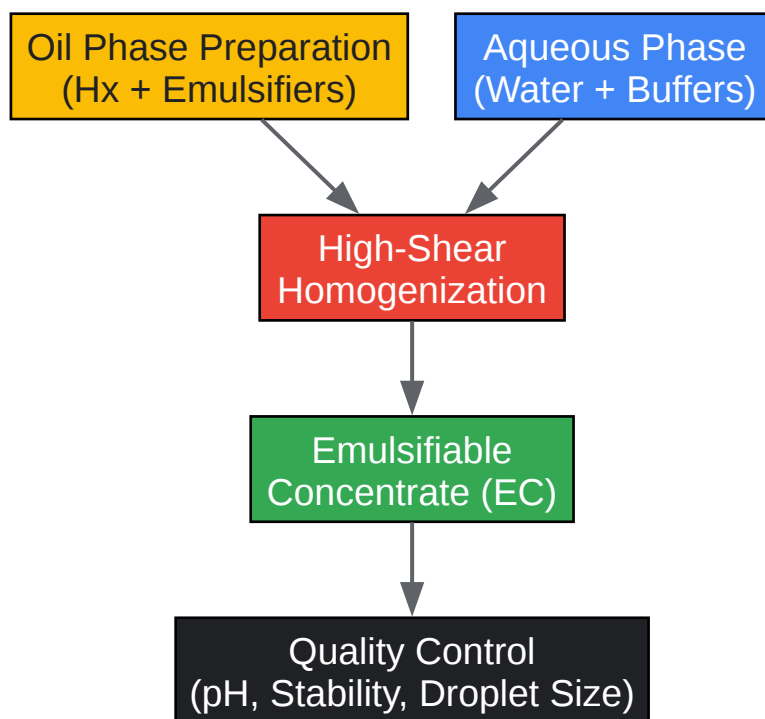 Oil Phase Preparation
(Hx + Emulsifiers)
Aqueous Phase
(Water + Buffers)
High-Shear
Homogenization
Emulsifiable
Concentrate (EC)
Quality Control
(pH, Stability, Droplet Size)